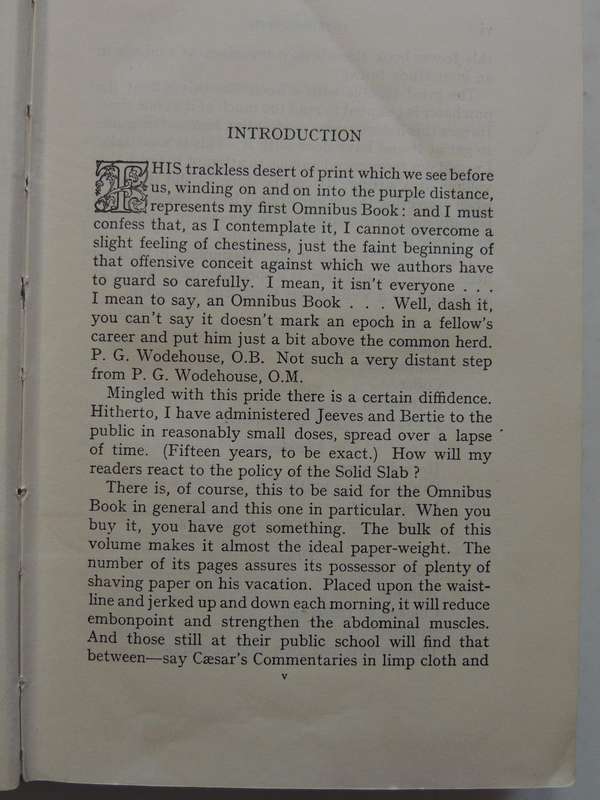 INTRODUCTION
THIS trackless desert of print which we see before
us, winding on and on into the purple distance,
represents my first Omnibus Book: and I must
confess that, as I contemplate it, I cannot overcome a
slight feeling of chestiness, just the faint beginning of
that offensive conceit against which we authors have
to guard so carefully. I mean, it isn't everyone . . .
I mean to say, an Omnibus Book . . . Well, dash it,
you can't say it doesn't mark an epoch in a fellow's
career and put him just a bit above the common herd.
P. G. Wodehouse, O.B. Not such a very distant step
from P. G. Wodehouse, O.M.
Mingled with this pride there is a certain diffidence.
Hitherto, I have administered Jeeves and Bertie to the
public in reasonably small doses, spread over a lapse
of time. (Fifteen years, to be exact.) How will my
readers react to the policy of the Solid Slab ?
There is, of course, this to be said for the Omnibus
Book in general and this one in particular. When you
buy it, you have got something. The bulk of this
volume makes it almost the ideal paper-weight. The
number of its pages assures its possessor of plenty of
shaving paper on his vacation. Placed upon the waist-
line and jerked up and down each morning, it will reduce
embonpoint and strengthen the abdominal muscles.
And those still at their public school will find that
between—say Cæsar's Commentaries in limp cloth and
v